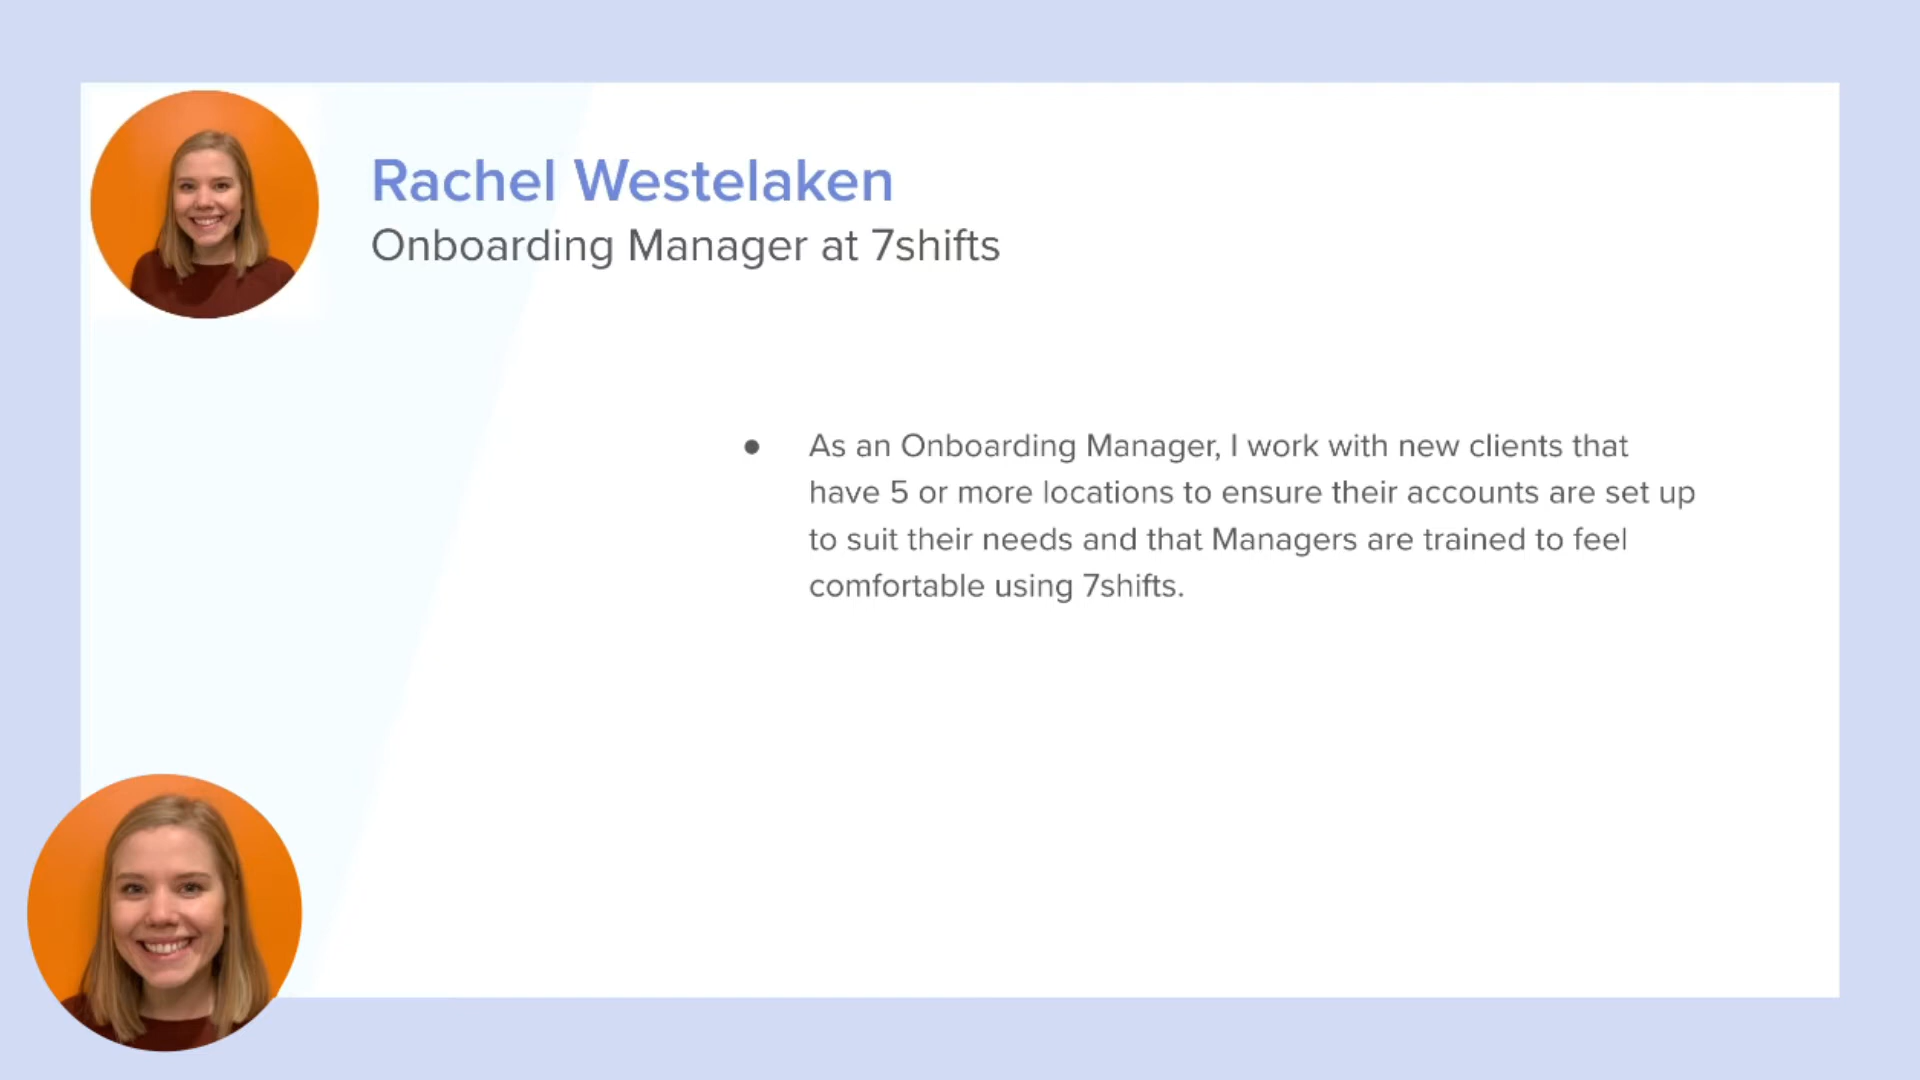 Rachel Westelaken
Onboarding Manager at 7shifts
● As an Onboarding Manager, I work with new clients that
have 5 or more locations to ensure their accounts are set up
to suit their needs and that Managers are trained to feel
comfortable using 7shifts.